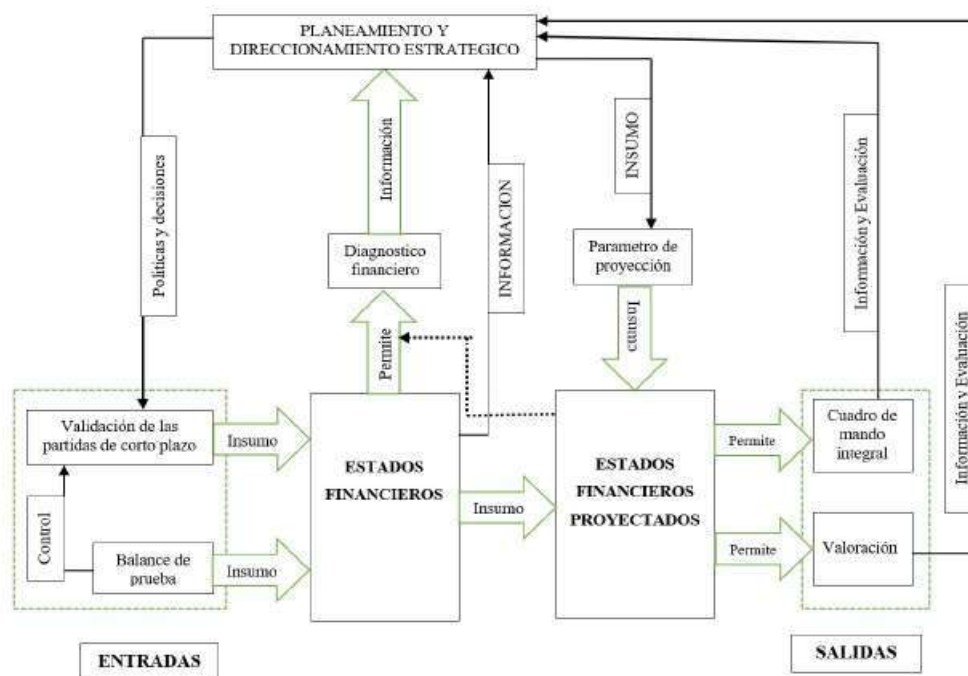 PLANEAMIENTO Y
DIRECCIONAMIENTO ESTRATEGICO
Políticas y decisiones
Información
INFORMACION
INSUMO
Información y Evaluación
Información y Evaluación
Diagnostico
financiero
Parametro de
proyección
Permite
Insumo
Validación de las
partidas de corto plazo
Insumo
Control
Balance de
prueba
Insumo
ESTADOS
FINANCIEROS
Insumo
ESTADOS
FINANCIEROS
PROYECTADOS
Permite
Cuadro de
mando
integral
Permite
Valoración
ENTRADAS
SALIDAS